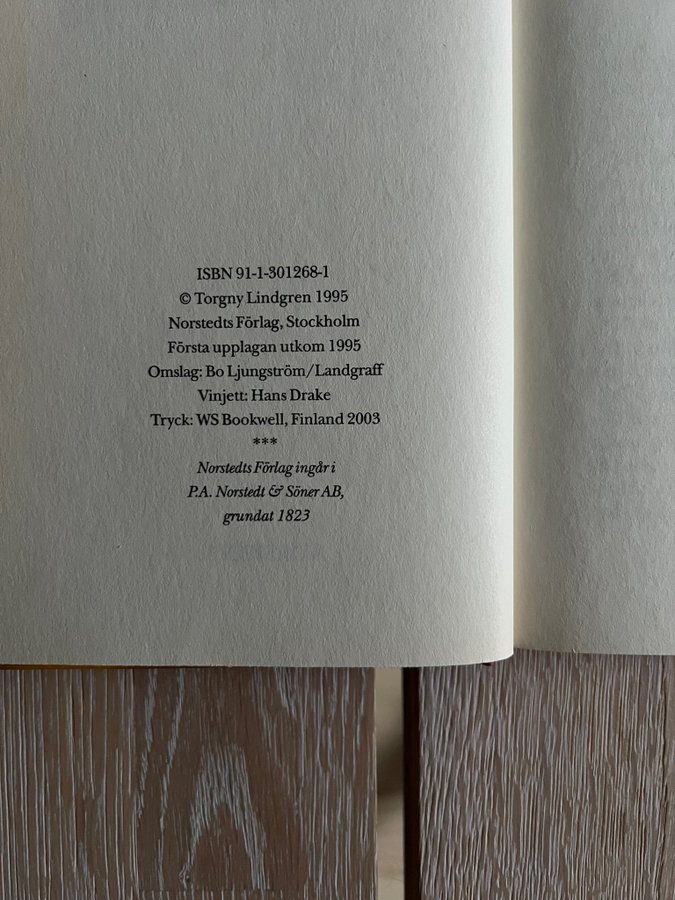 ISBN 91-1-301268-1
© Torgny Lindgren 1995
Norstedts Förlag, Stockholm
Första upplagan utkom 1995
Omslag: Bo Ljungström/Landgraff
Vinjett: Hans Drake
Tryck: WS Bookwell, Finland 2003
***
Norstedts Förlag ingår i
P.A. Norstedt & Söner AB,
grundat 1823